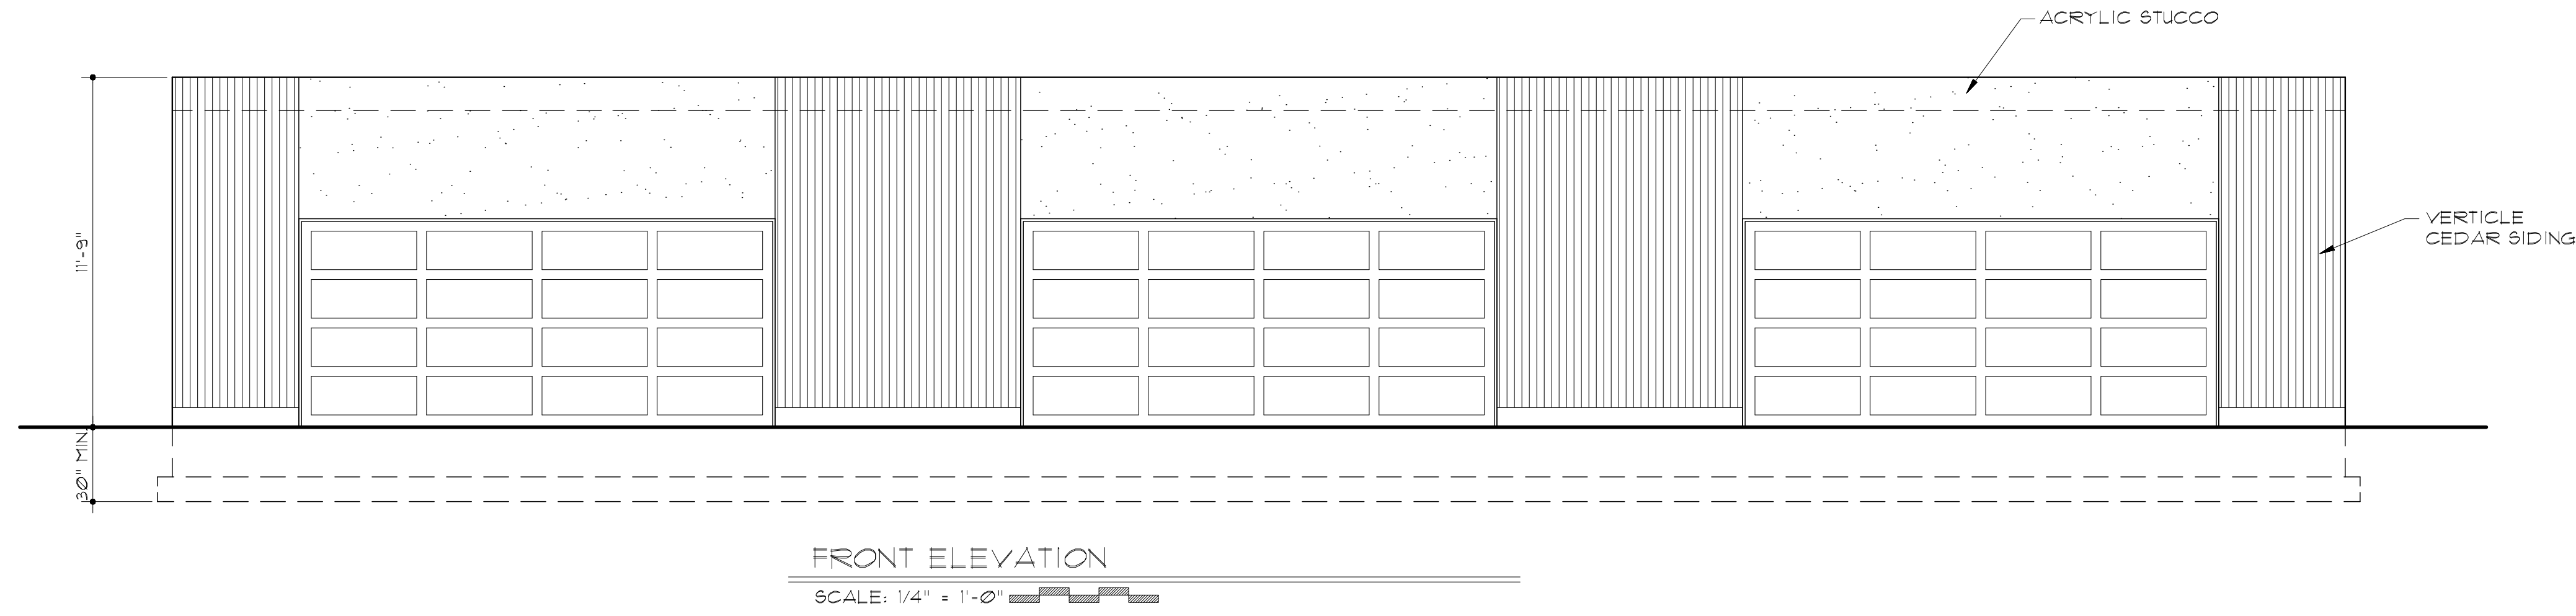 ACRYLIC STUCCO
VERTICLE
CEDAR SIDING
11'-9"
30" MIN.
FRONT ELEVATION
SCALE: 1/4" = 1'-0"